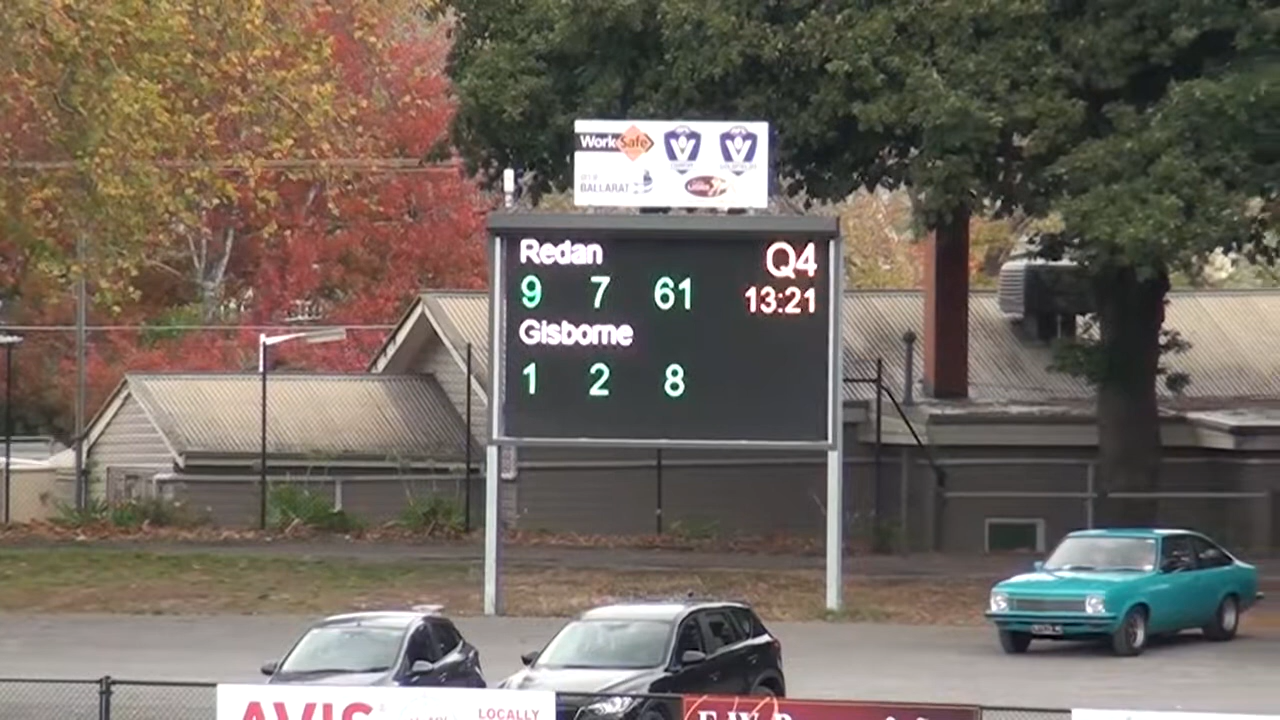 WorkSafe
BALLARAT
Redan Q4
9 7 61 13:21
Gisborne
1 2 8
AVIS LOCALLY